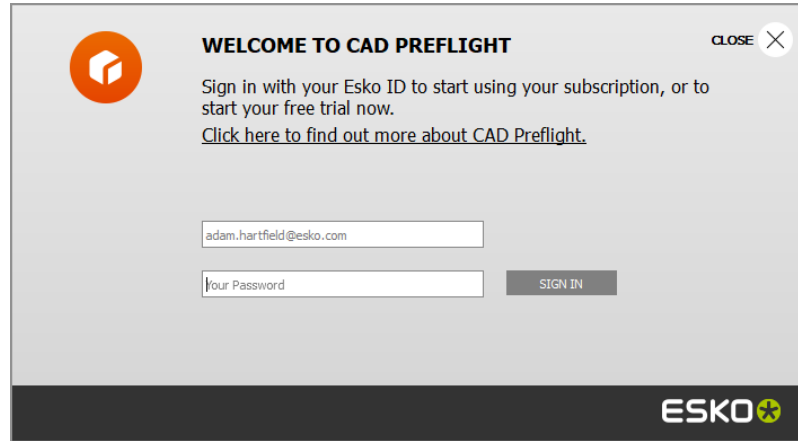 WELCOME TO CAD PREFLIGHT
CLOSE
Sign in with your Esko ID to start using your subscription, or to
start your free trial now.
Click here to find out more about CAD Preflight.
adam.hartfield@esko.com
Your Password
SIGN IN
ESKO